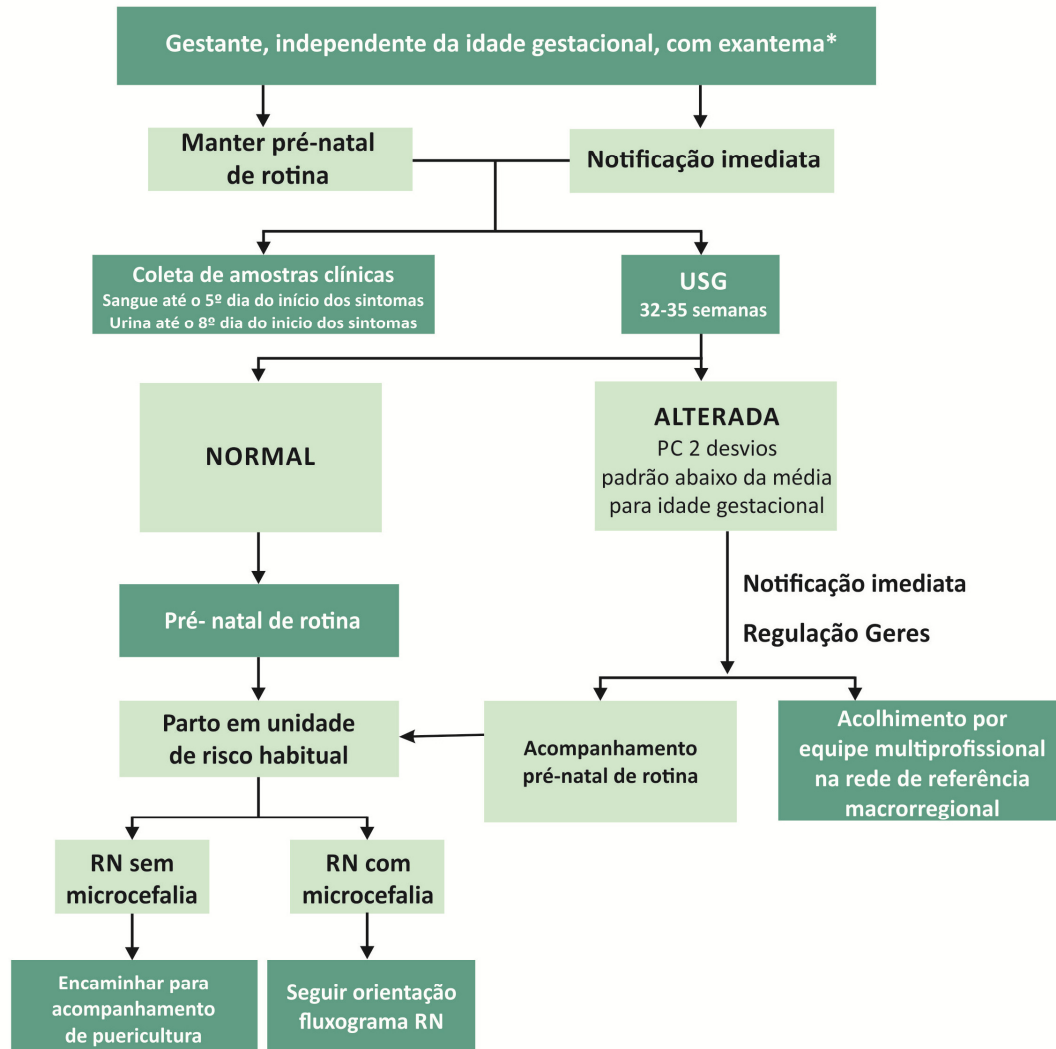 Gestante, independente da idade gestacional, com exantema*
Manter pré-natal
de rotina
Notificação imediata
Coleta de amostras clínicas
Sangue até o 5º dia do início dos sintomas
Urina até o 8º dia do inicio dos sintomas
USG
32-35 semanas
NORMAL
ALTERADA
PC 2 desvios
padrão abaixo da média
para idade gestacional
Notificação imediata
Regulação Geres
Pré- natal de rotina
Parto em unidade
de risco habitual
Acompanhamento
pré-natal de rotina
Acolhimento por
equipe multiprofissional
na rede de referência
macrorregional
RN sem
microcefalia
RN com
microcefalia
Encaminhar para
acompanhamento
de puericultura
Seguir orientação
fluxograma RN